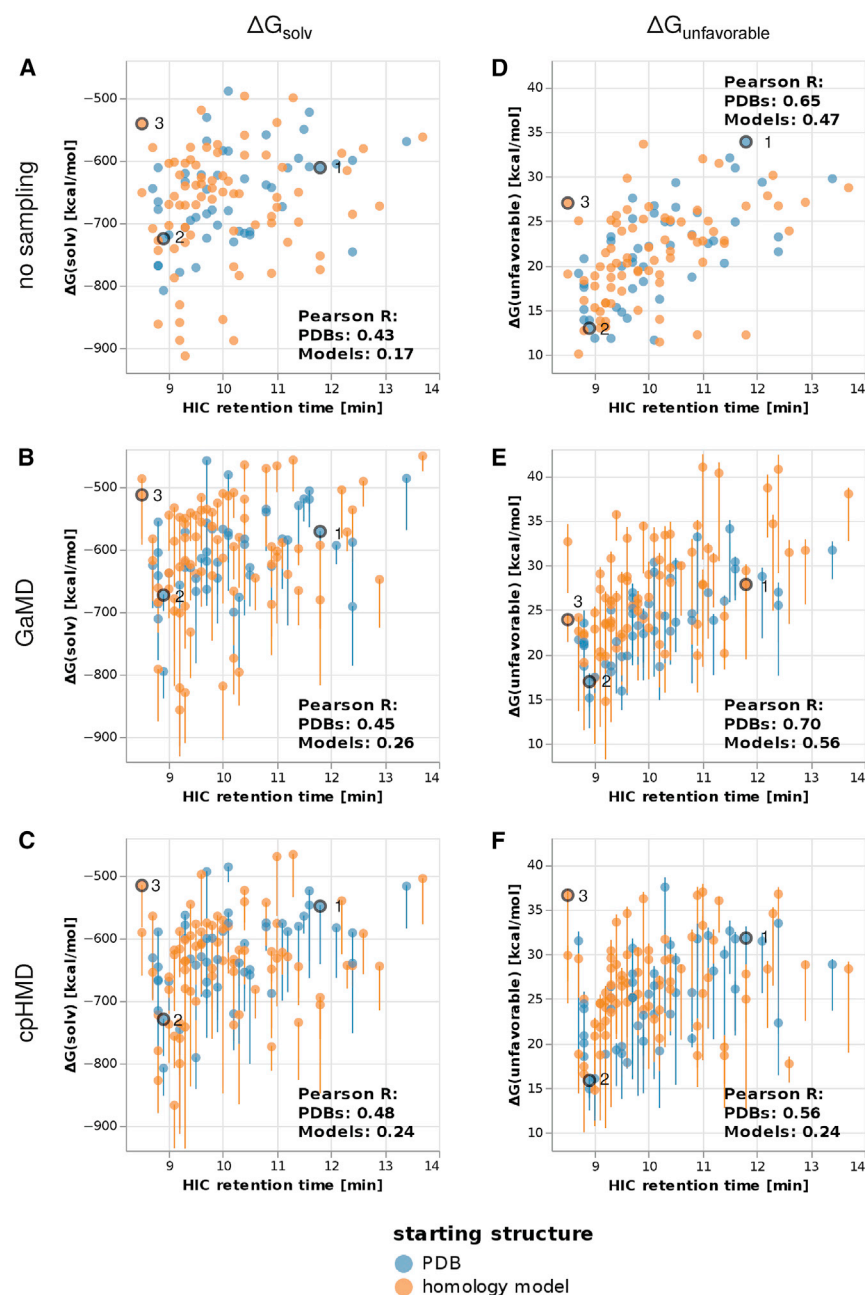 ΔGsolv
ΔGunfavorable
no sampling
A
ΔG(solv) [kcal/mol]
−500
−600
−700
−800
−900
3
1
2
Pearson R:
PDBs: 0.43
Models: 0.17
9 10 11 12 13 14
HIC retention time [min]
D
ΔG(unfavorable) [kcal/mol]
40
35
30
25
20
15
10
Pearson R:
PDBs: 0.65
Models: 0.47
1
3
2
9 10 11 12 13 14
HIC retention time [min]
GaMD
B
ΔG(solv) [kcal/mol]
−500
−600
−700
−800
−900
3
1
2
Pearson R:
PDBs: 0.45
Models: 0.26
9 10 11 12 13 14
HIC retention time [min]
E
ΔG(unfavorable) [kcal/mol]
40
35
30
25
20
15
10
3
1
2
Pearson R:
PDBs: 0.70
Models: 0.56
9 10 11 12 13 14
HIC retention time [min]
cpHMD
C
ΔG(solv) [kcal/mol]
−500
−600
−700
−800
−900
3
1
2
Pearson R:
PDBs: 0.48
Models: 0.24
9 10 11 12 13 14
HIC retention time [min]
F
ΔG(unfavorable) [kcal/mol]
40
35
30
25
20
15
10
3
1
2
Pearson R:
PDBs: 0.56
Models: 0.24
9 10 11 12 13 14
HIC retention time [min]
starting structure
PDB
homology model